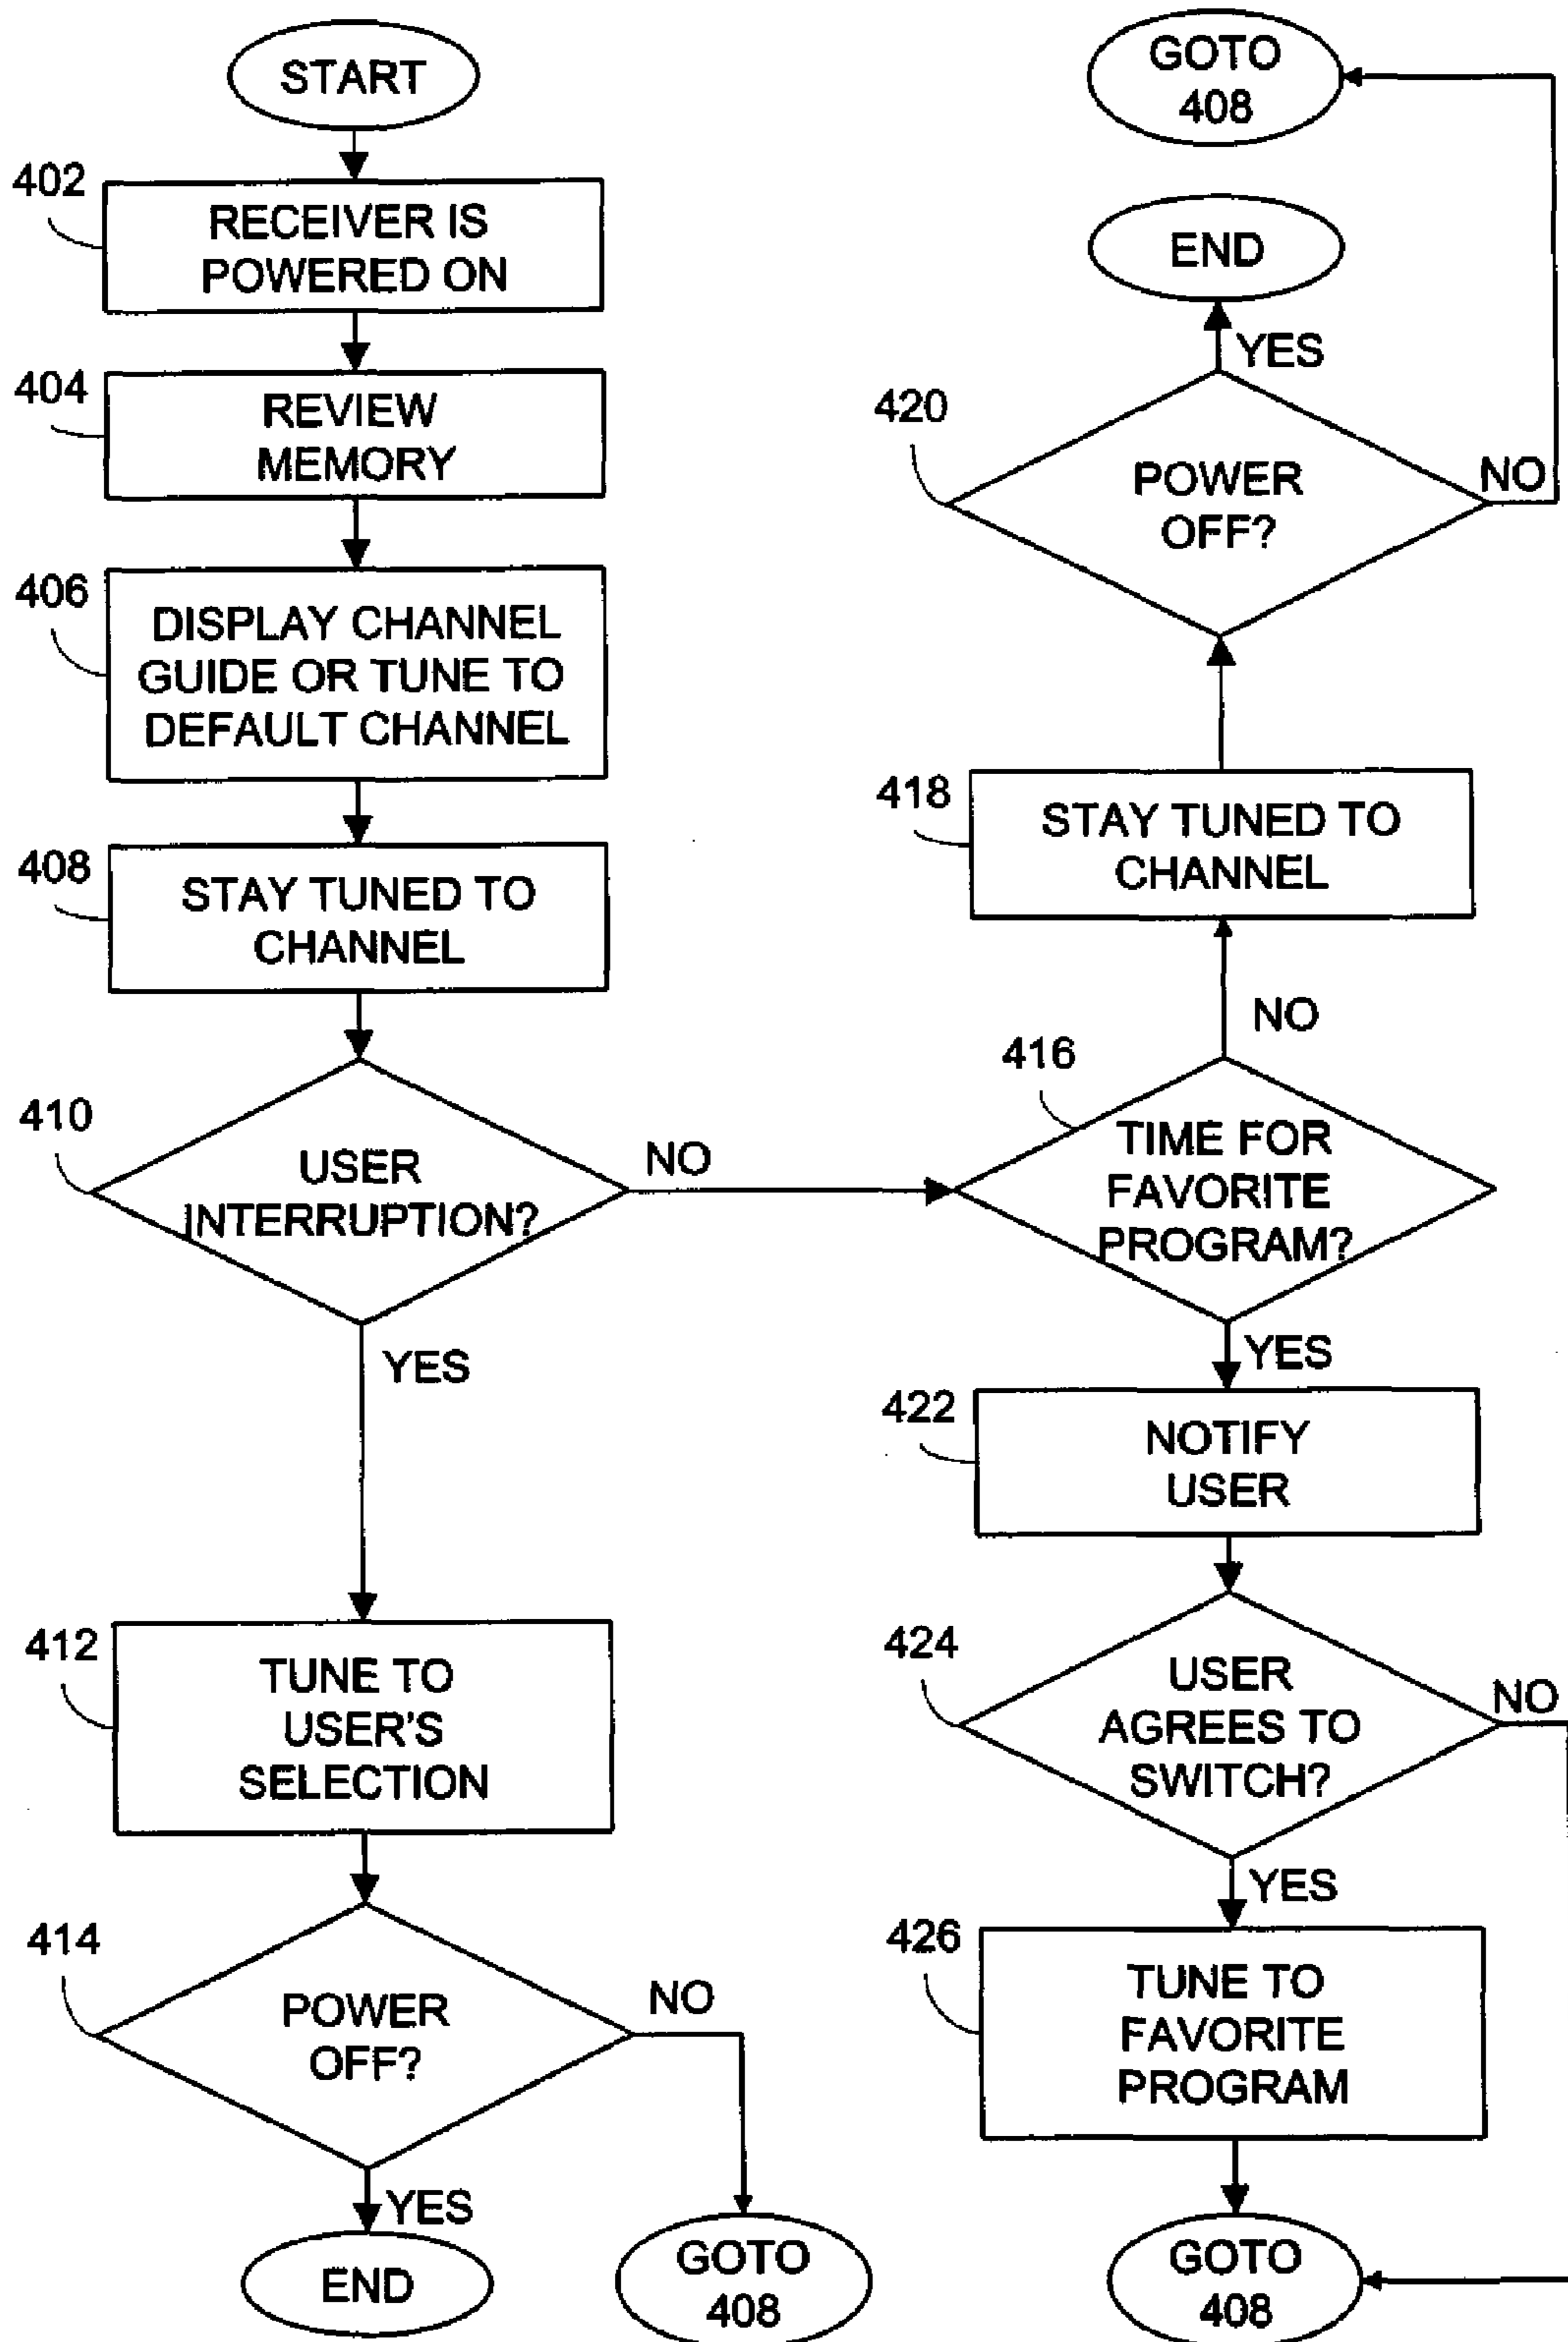 START
402
RECEIVER IS
POWERED ON
404
REVIEW
MEMORY
406
DISPLAY CHANNEL
GUIDE OR TUNE TO
DEFAULT CHANNEL
408
STAY TUNED TO
CHANNEL
410
USER
INTERRUPTION?
NO
YES
412
TUNE TO
USER'S
SELECTION
414
POWER
OFF?
NO
YES
END
GOTO
408
GOTO
408
END
YES
420
POWER
OFF?
NO
418
STAY TUNED TO
CHANNEL
NO
416
TIME FOR
FAVORITE
PROGRAM?
YES
422
NOTIFY
USER
424
USER
AGREES TO
SWITCH?
NO
YES
426
TUNE TO
FAVORITE
PROGRAM
GOTO
408